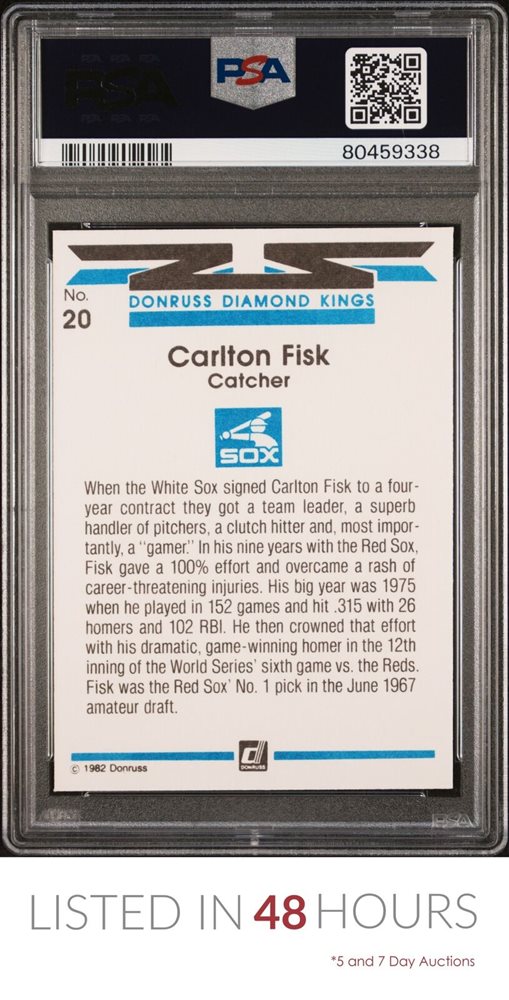 PSA
80459338
No.
20
DONRUSS DIAMOND KINGS
Carlton Fisk
Catcher
SOX
When the White Sox signed Carlton Fisk to a four-
year contract they got a team leader, a superb
handler of pitchers, a clutch hitter and, most impor-
tantly, a "gamer." In his nine years with the Red Sox,
Fisk gave a 100% effort and overcame a rash of
career-threatening injuries. His big year was 1975
when he played in 152 games and hit .315 with 26
homers and 102 RBI. He then crowned that effort
with his dramatic, game-winning homer in the 12th
inning of the World Series' sixth game vs. the Reds.
Fisk was the Red Sox' No. 1 pick in the June 1967
amateur draft.
d
DONRUSS
© 1982 Donruss
PSA
LISTED IN 48 HOURS
*5 and 7 Day Auctions